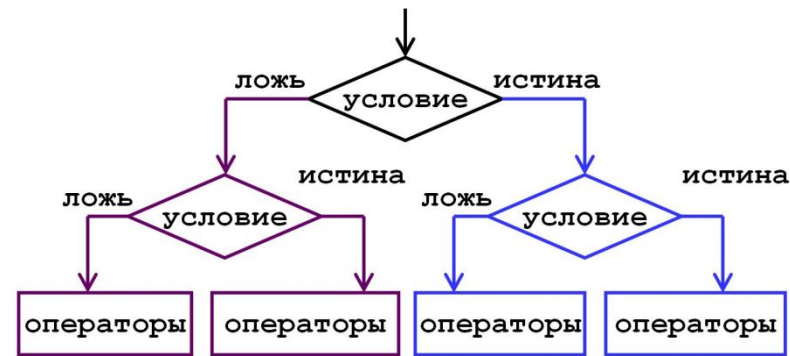 ложь
истина
условие
истина
истина
ложь
ложь
условие
условие
операторы
операторы
операторы
операторы